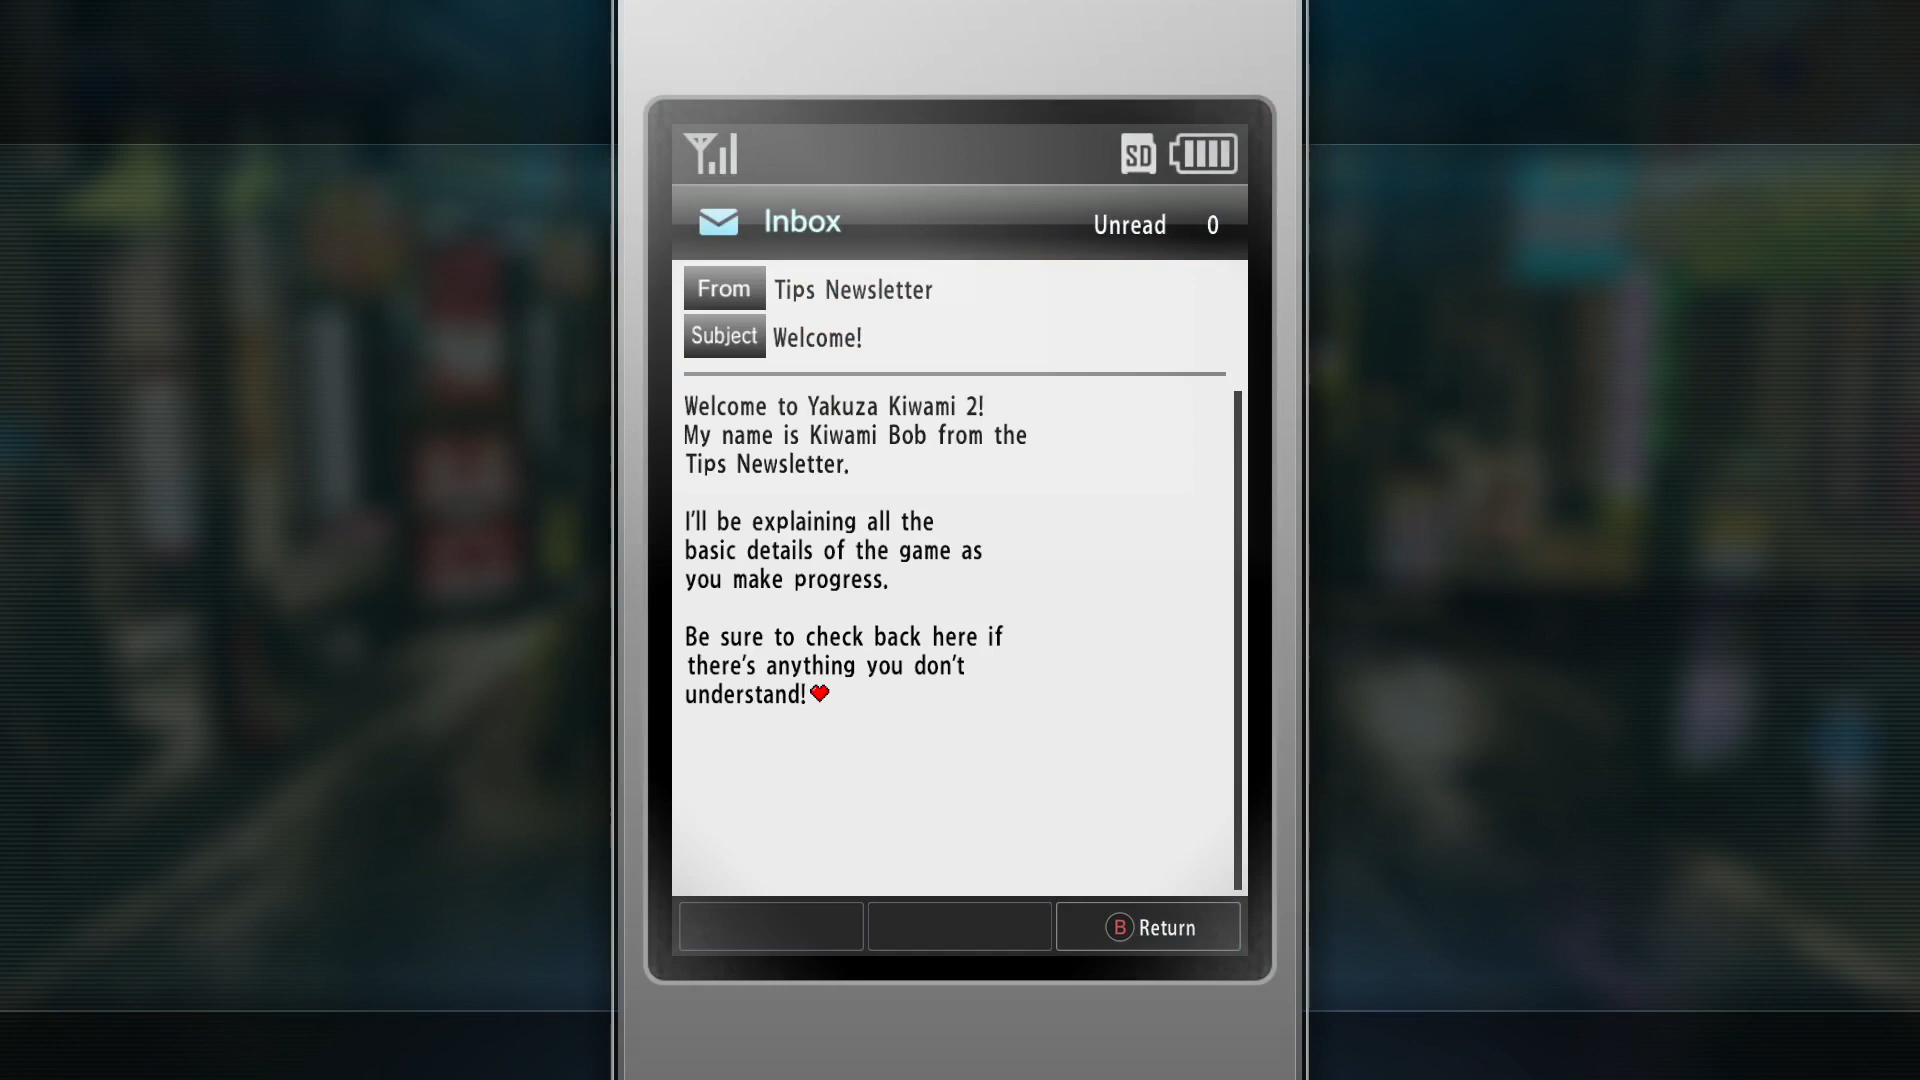 SD
Inbox Unread 0
From Tips Newsletter
Subject Welcome!
Welcome to Yakuza Kiwami 2!
My name is Kiwami Bob from the
Tips Newsletter.
I'll be explaining all the
basic details of the game as
you make progress.
Be sure to check back here if
there's anything you don't
understand!❤
B Return